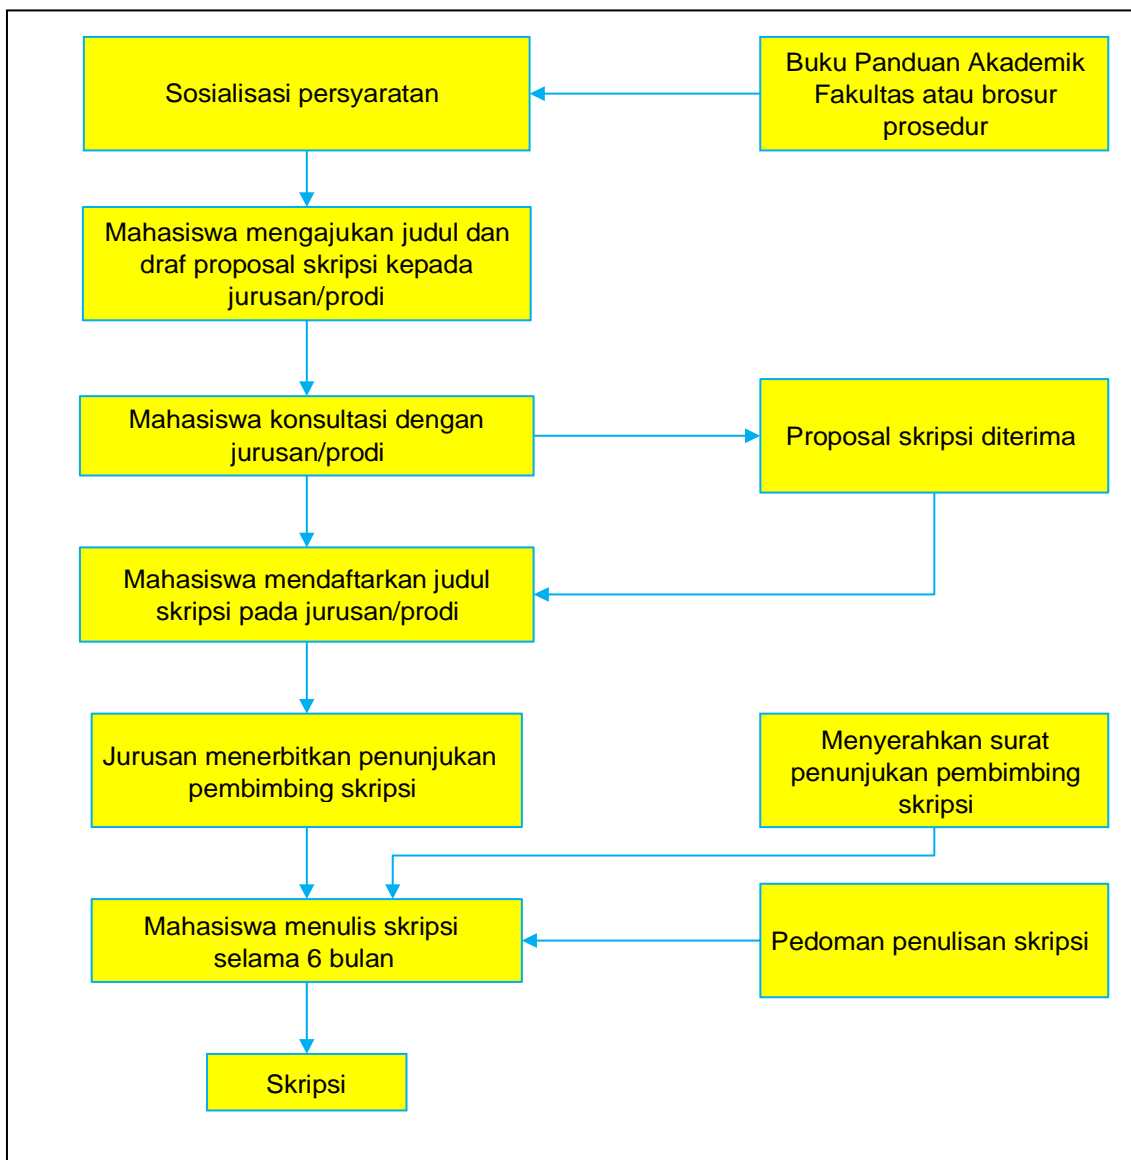 Sosialisasi persyaratan
Buku Panduan Akademik
Fakultas atau brosur
prosedur
Mahasiswa mengajukan judul dan
draf proposal skripsi kepada
jurusan/prodi
Mahasiswa konsultasi dengan
jurusan/prodi
Proposal skripsi diterima
Mahasiswa mendaftarkan judul
skripsi pada jurusan/prodi
Jurusan menerbitkan penunjukan
pembimbing skripsi
Menyerahkan surat
penunjukan pembimbing
skripsi
Mahasiswa menulis skripsi
selama 6 bulan
Pedoman penulisan skripsi
Skripsi